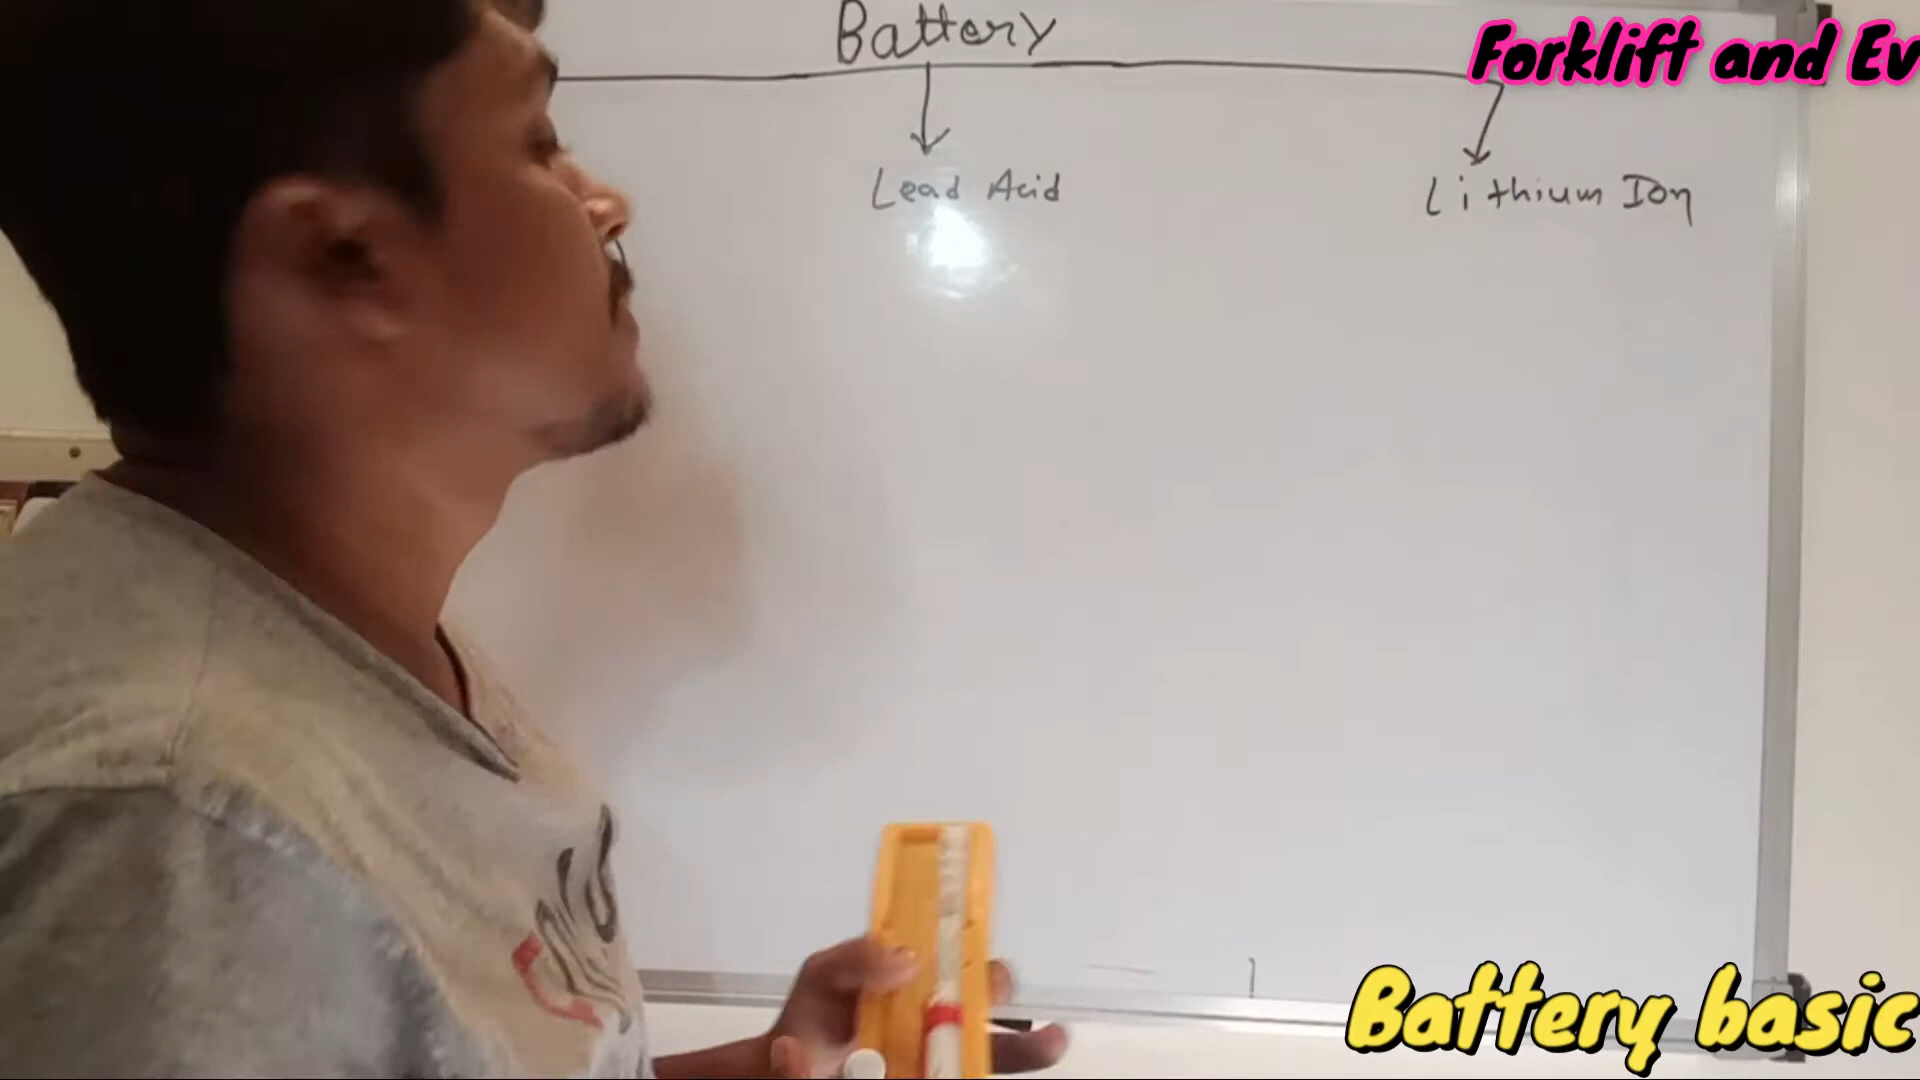 Battery
Forklift and Ev
Lead Acid
Lithium Ion
Battery basic